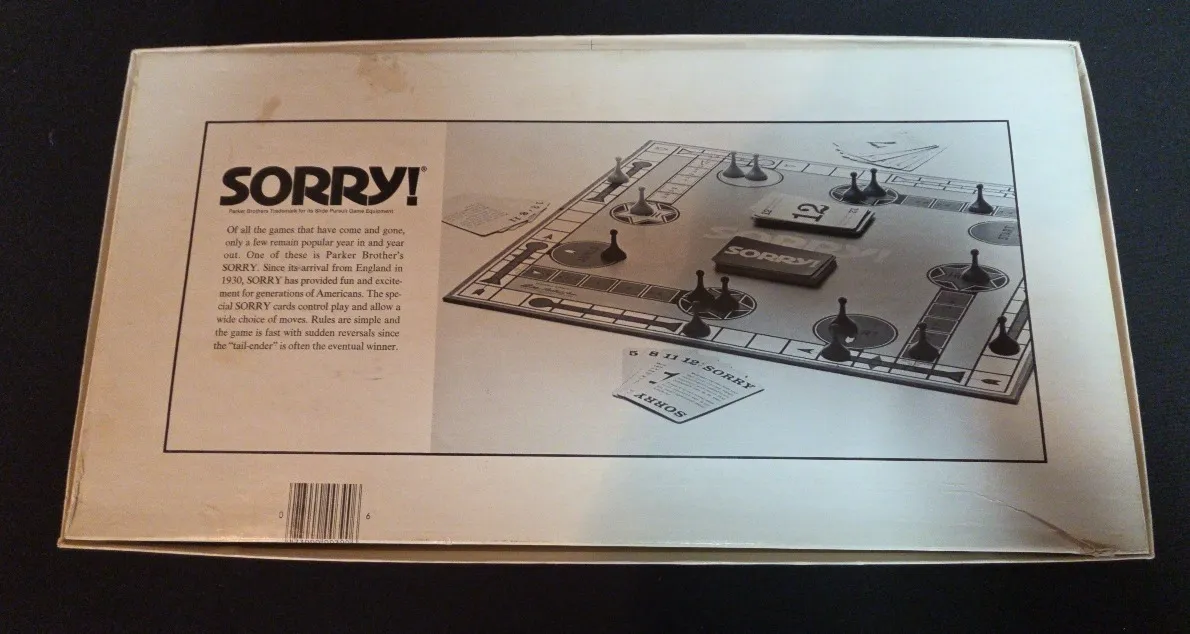 SORRY!®
Parker Brothers Trademark for its Slide Pursuit Game Equipment
Of all the games that have come and gone,
only a few remain popular year in and year
out. One of these is Parker Brother's
SORRY. Since its arrival from England in
1930, SORRY has provided fun and excite-
ment for generations of Americans. The spe-
cial SORRY cards control play and allow a
wide choice of moves. Rules are simple and
the game is fast with sudden reversals since
the "tail-ender" is often the eventual winner.
12
SORRY!
SORRY!
5 8 11 12 SORRY
1
SORRY
0 6